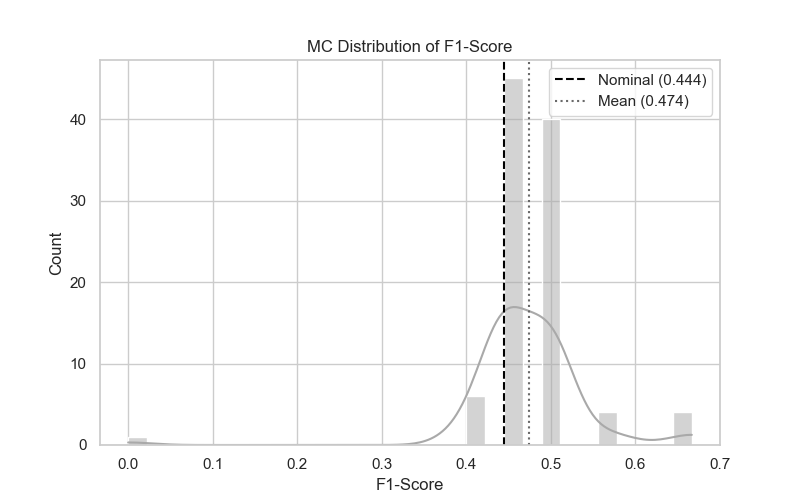 MC Distribution of F1-Score
Nominal (0.444)
Mean (0.474)
Count
40
30
20
10
0
0.0 0.1 0.2 0.3 0.4 0.5 0.6 0.7
F1-Score